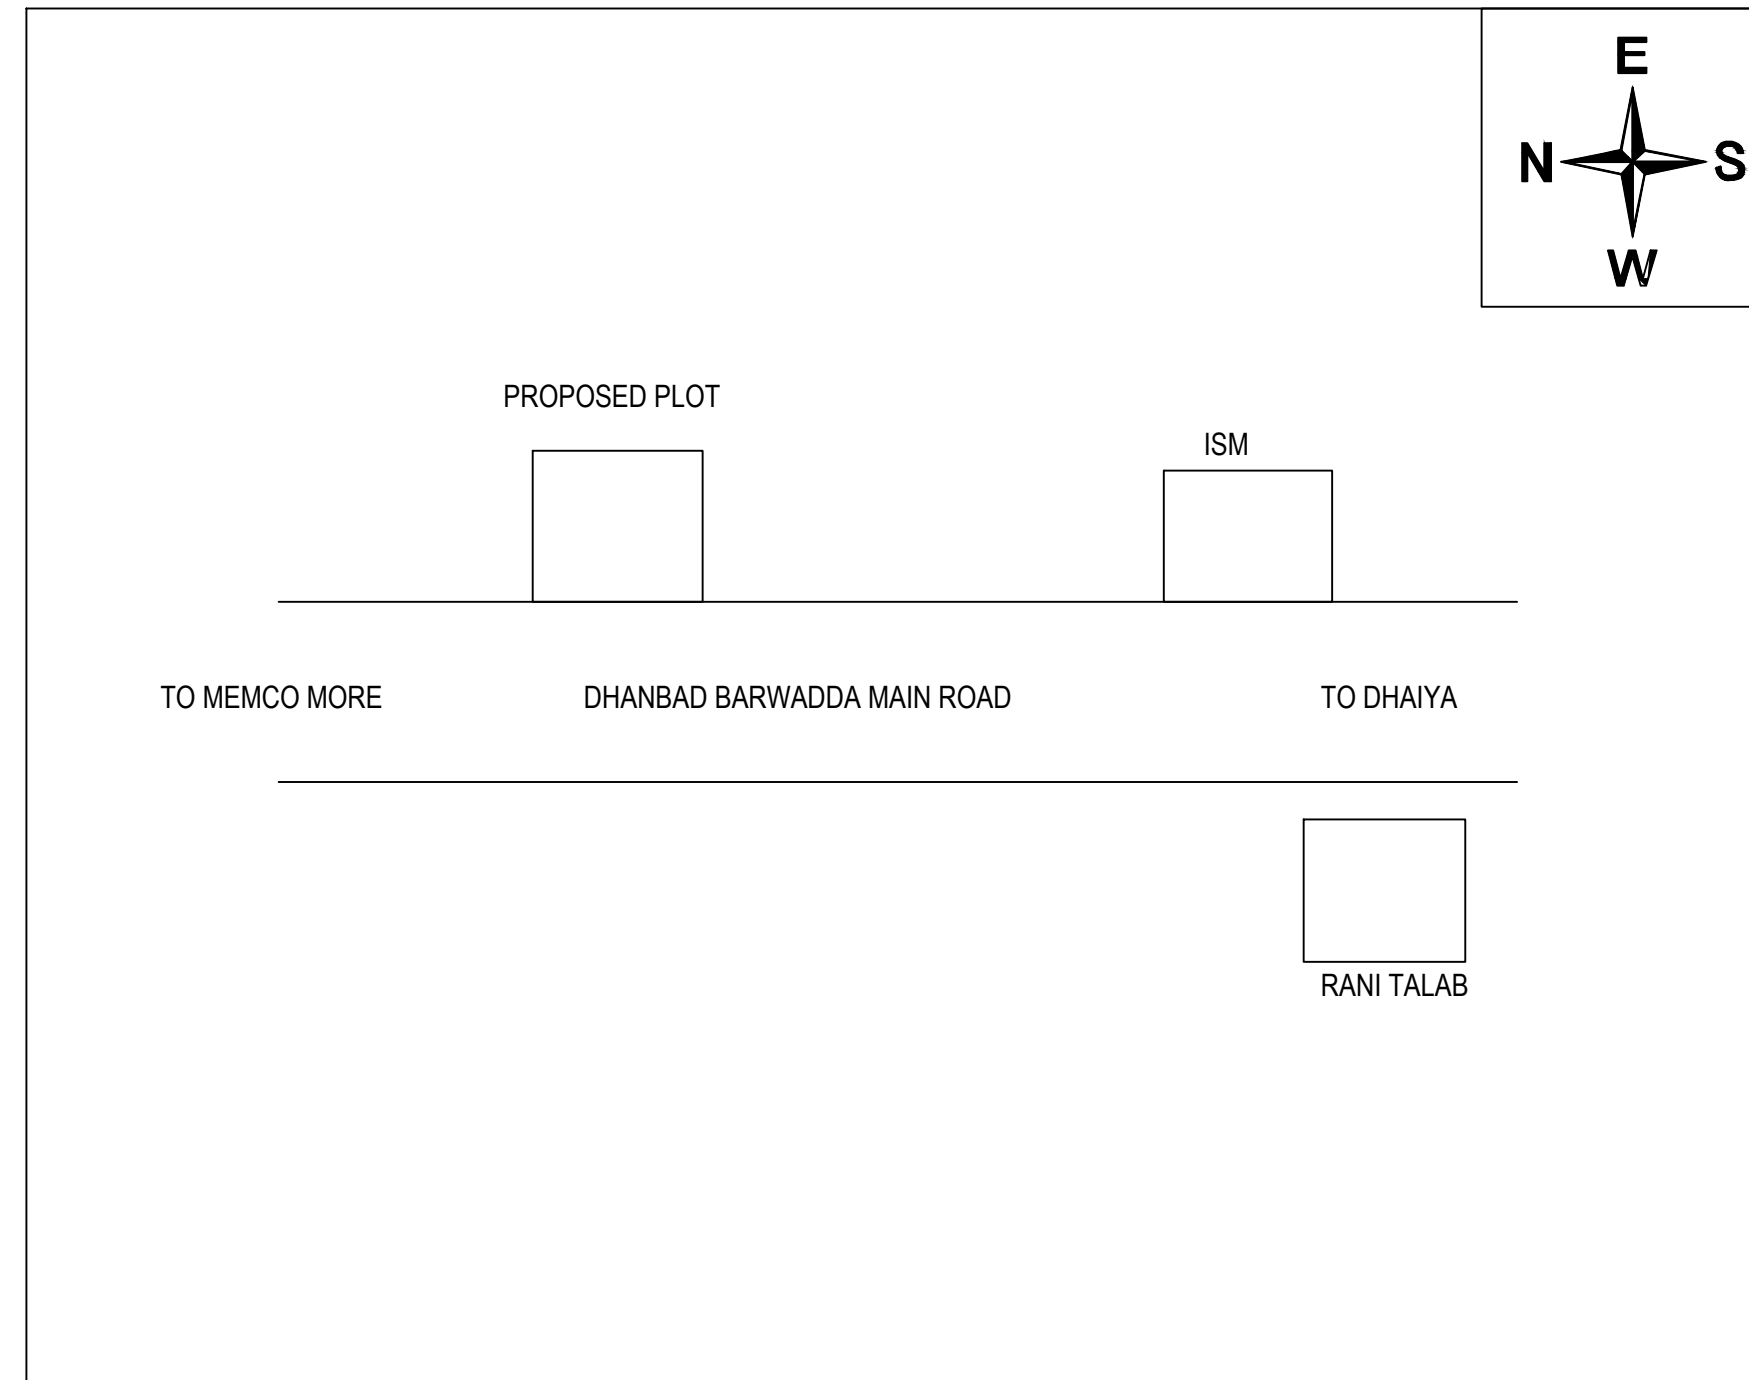 E
N S
W
PROPOSED PLOT
ISM
TO MEMCO MORE DHANBAD BARWADDA MAIN ROAD TO DHAIYA
RANI TALAB